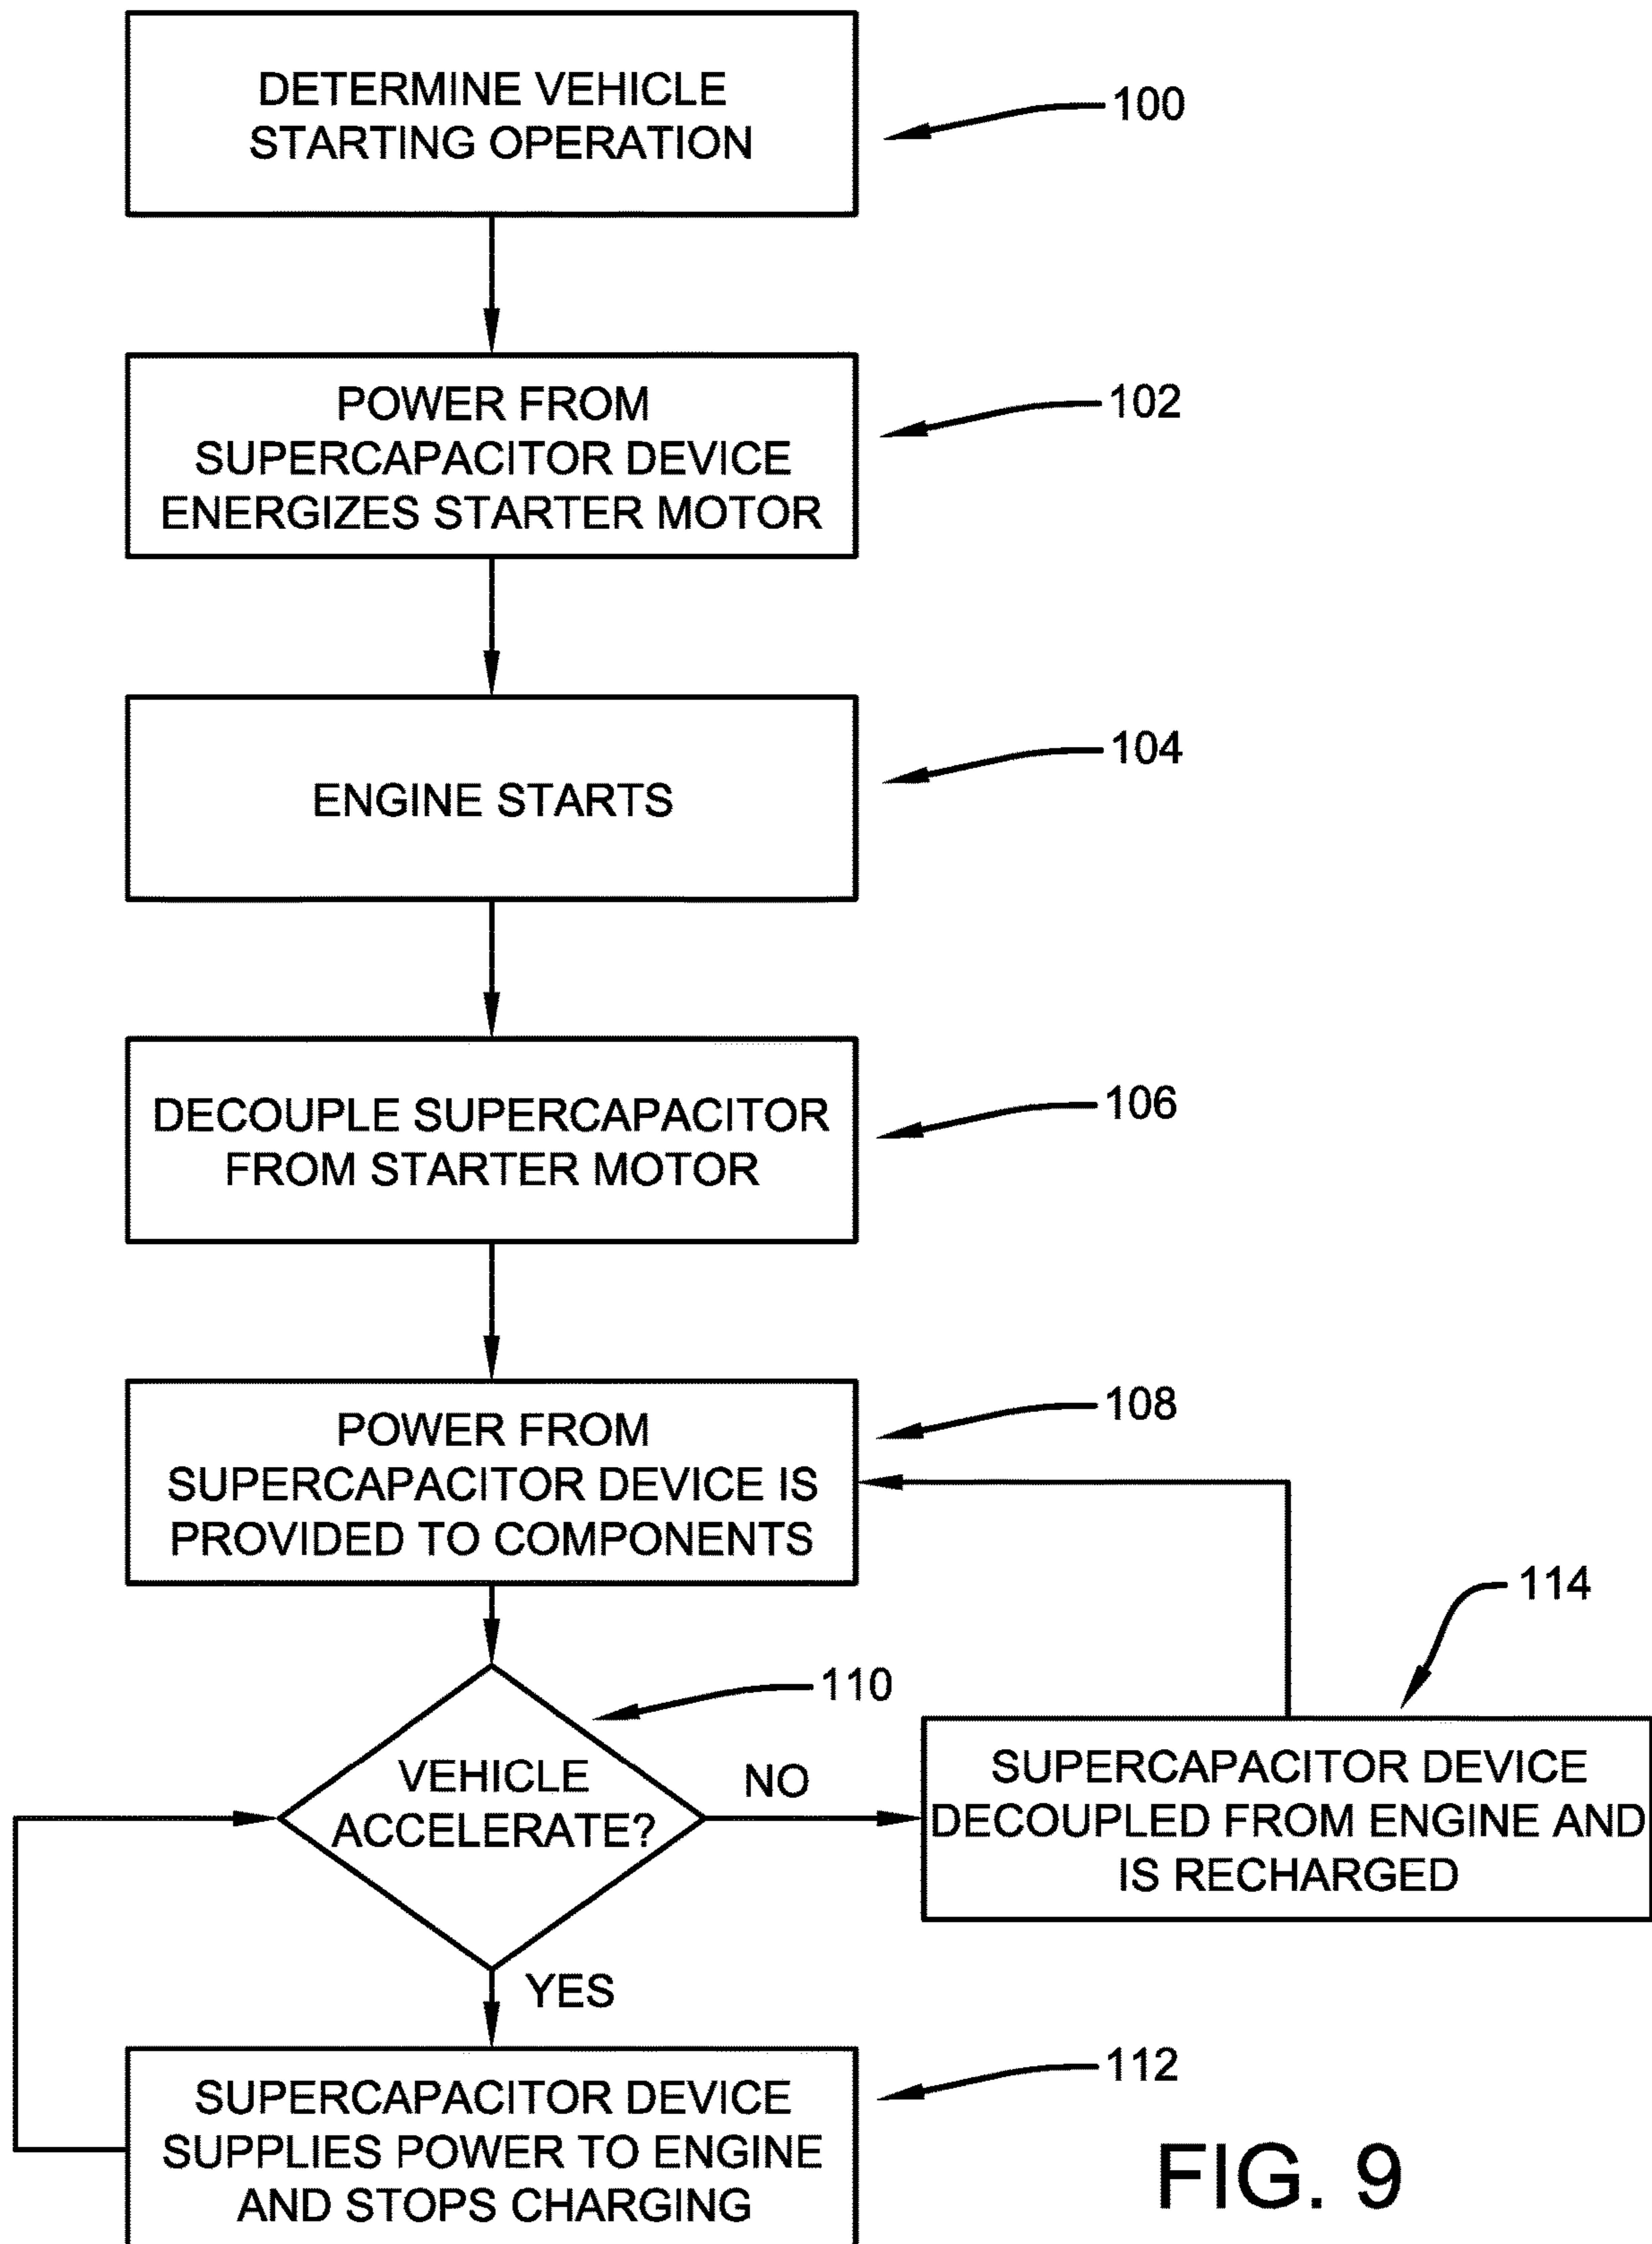 DETERMINE VEHICLE
STARTING OPERATION
100
POWER FROM
SUPERCAPACITOR DEVICE
ENERGIZES STARTER MOTOR
102
ENGINE STARTS
104
DECOUPLE SUPERCAPACITOR
FROM STARTER MOTOR
106
POWER FROM
SUPERCAPACITOR DEVICE IS
PROVIDED TO COMPONENTS
108
VEHICLE
ACCELERATE?
110
NO
SUPERCAPACITOR DEVICE
DECOUPLED FROM ENGINE AND
IS RECHARGED
114
YES
SUPERCAPACITOR DEVICE
SUPPLIES POWER TO ENGINE
AND STOPS CHARGING
112
FIG. 9